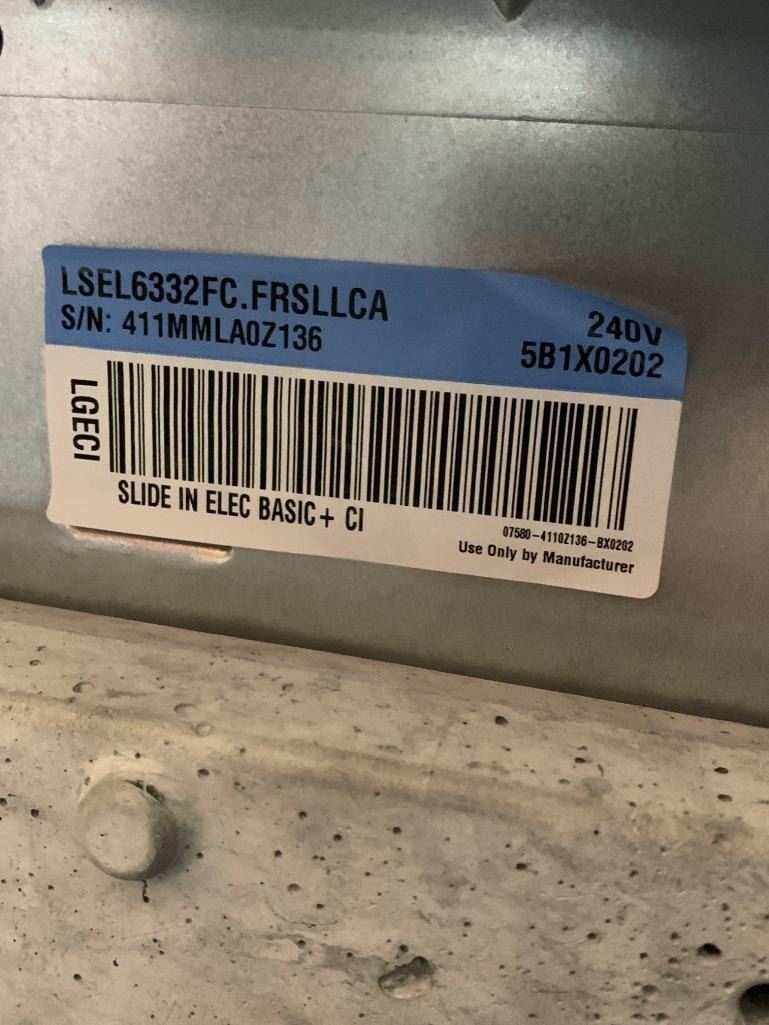 LSEL6332FC.FRSLLCA
S/N: 411MMLA0Z136
240V
5B1X0202
LGECI
SLIDE IN ELEC BASIC+ CI
07580-4110Z136-BX0202
Use Only by Manufacturer